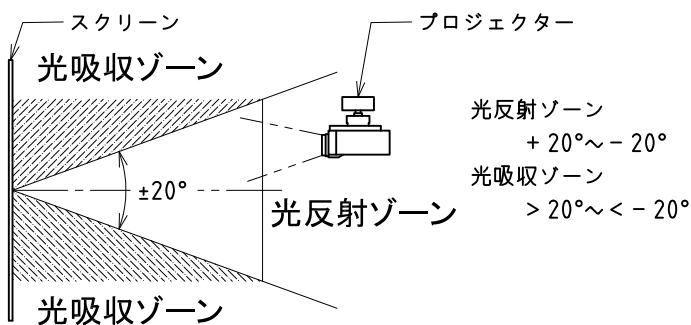 スクリーン
プロジェクター
光吸収ゾーン
光反射ゾーン
+20°～-20°
光吸収ゾーン
>20°～<-20°
±20°
光反射ゾーン
光吸収ゾーン